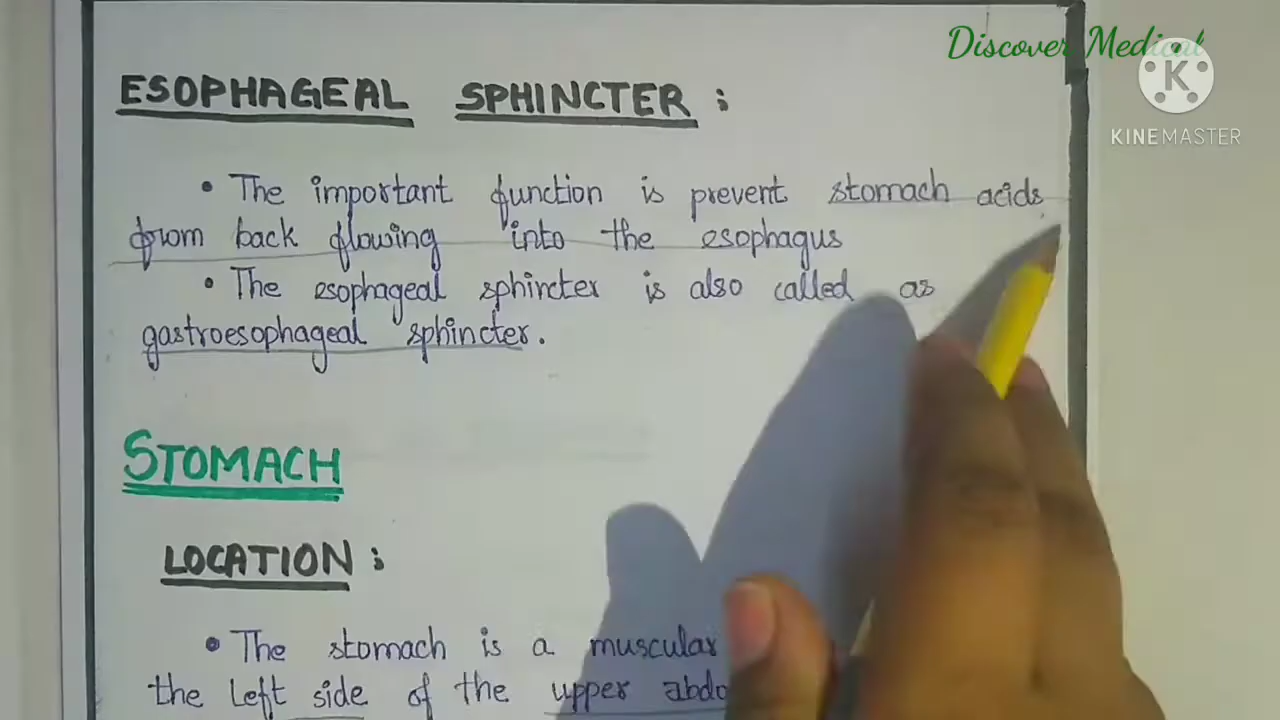 Discover Medical
K
KINEMASTER
ESOPHAGEAL SPHINCTER :
• The important function is prevent stomach acids
from back flowing into the esophagus
• The esophageal sphincter is also called as
gastroesophageal sphincter.
STOMACH
LOCATION :
• The stomach is a muscular
the left side of the upper abdo